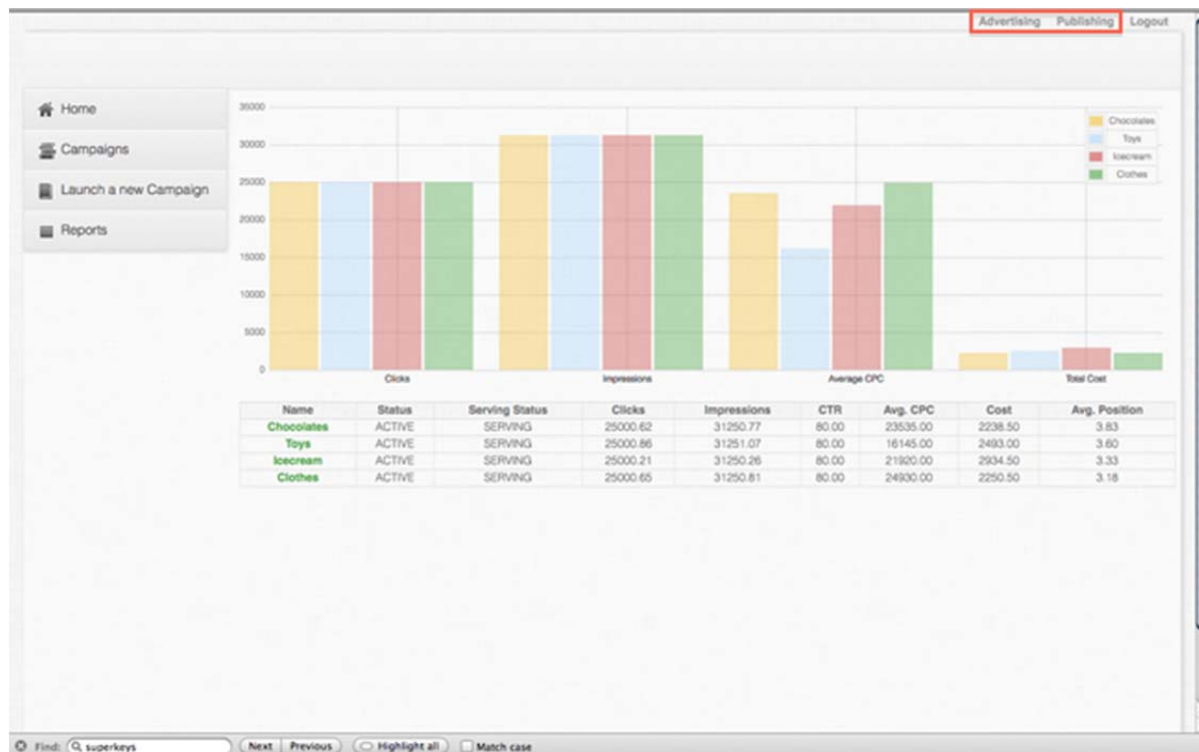 Advertising Publishing Logout
Home
Campaigns
Launch a new Campaign
Reports
35000
30000
25000
20000
15000
10000
5000
0
Chocolates
Toys
Icecream
Clothes
Clicks Impressions Average CPC Total Cost
Name Status Serving Status Clicks Impressions CTR Avg. CPC Cost Avg. Position
Chocolates ACTIVE SERVING 25000.62 31250.77 80.00 23535.00 2238.50 3.83
Toys ACTIVE SERVING 25000.86 31251.07 80.00 16145.00 2493.00 3.60
Icecream ACTIVE SERVING 25000.21 31250.26 80.00 21920.00 2934.50 3.33
Clothes ACTIVE SERVING 25000.65 31250.81 80.00 24930.00 2250.50 3.18
Find: superkeys Next Previous Highlight all Match case